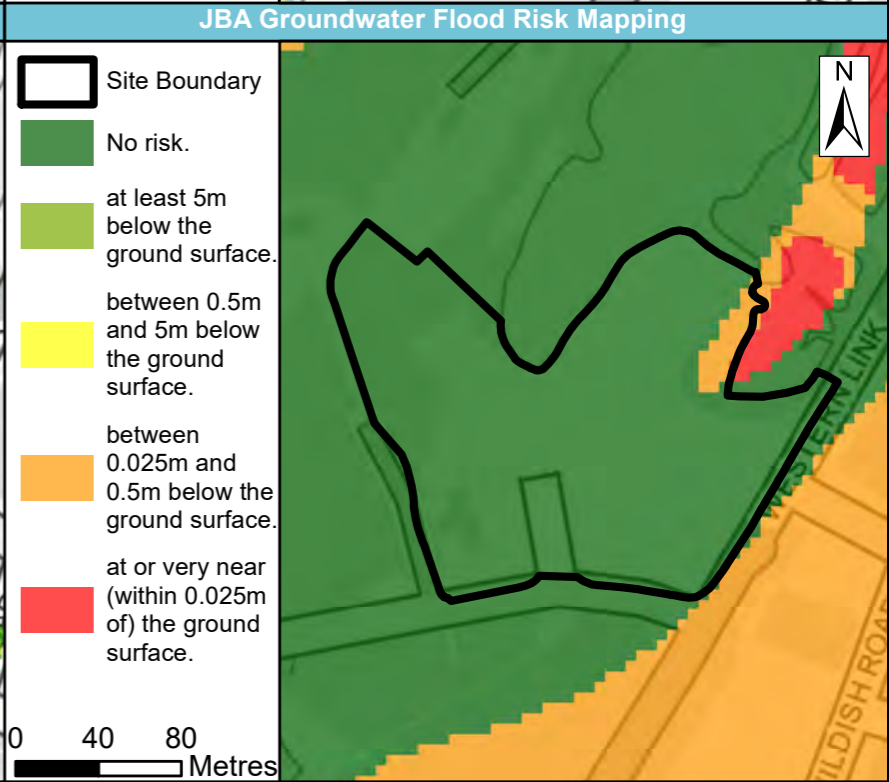 JBA Groundwater Flood Risk Mapping
Site Boundary
No risk.
at least 5m
below the
ground surface.
between 0.5m
and 5m below
the ground
surface.
between
0.025m and
0.5m below the
ground surface.
at or very near
(within 0.025m
of) the ground
surface.
0 40 80
Metres
N
WESTERN LINK
ILDISH ROAD